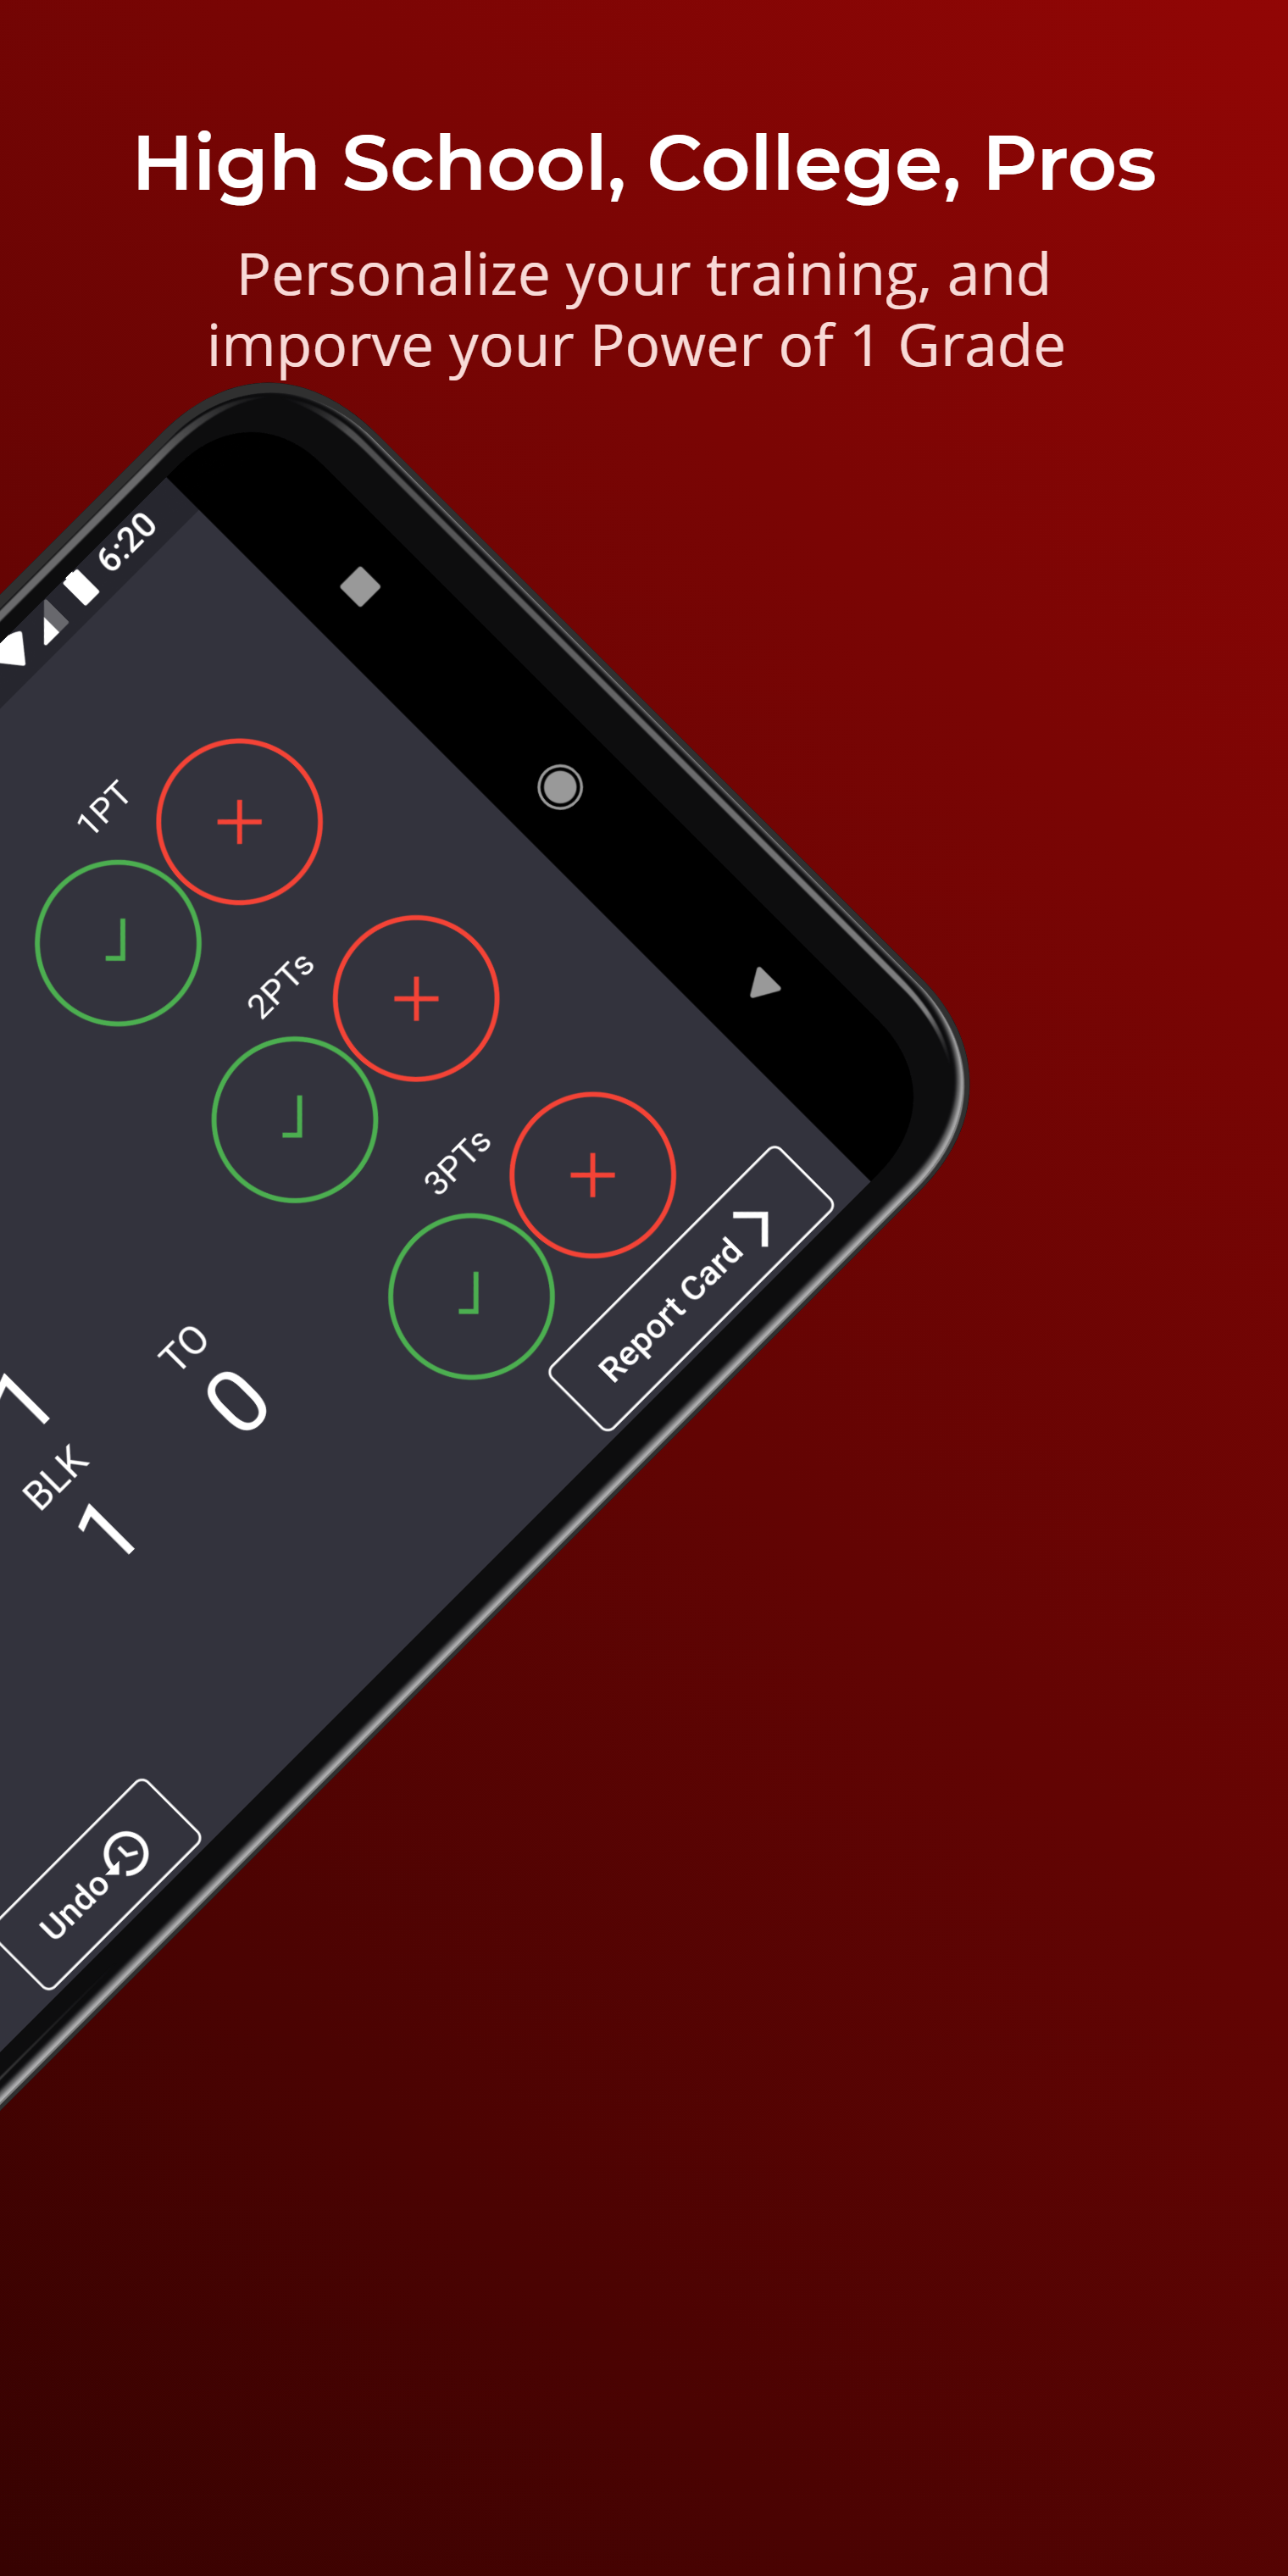 High School, College, Pros
Personalize your training, and
imporve your Power of 1 Grade
6:20
1PT
2PTs
3PTs
TO
0
1
BLK
1
Report Card
Undo